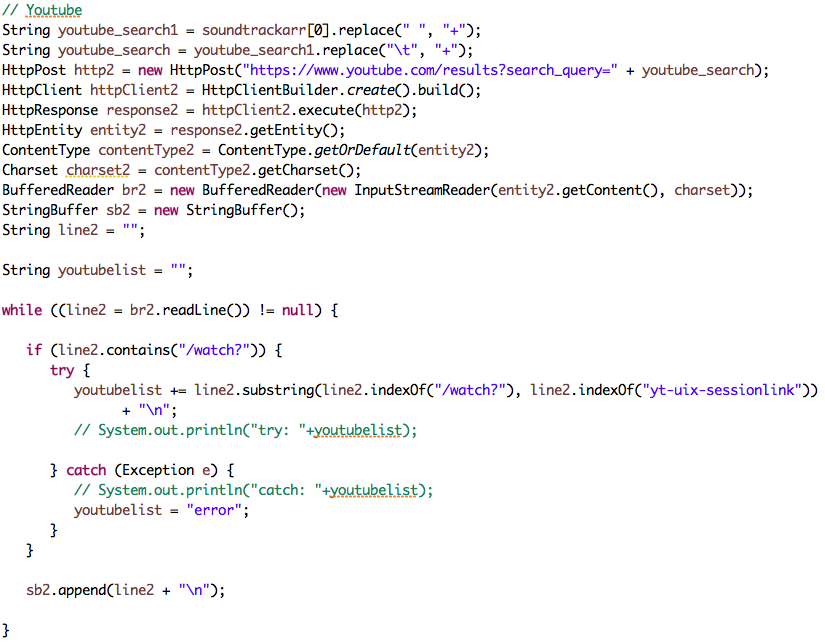 // Youtube
String youtube_search1 = soundtrackarr[0].replace(" ", "+");
String youtube_search = youtube_search1.replace("\t", "+");
HttpPost http2 = new HttpPost("https://www.youtube.com/results?search_query=" + youtube_search);
HttpClient httpClient2 = HttpClientBuilder.create().build();
HttpResponse response2 = httpClient2.execute(http2);
HttpEntity entity2 = response2.getEntity();
ContentType contentType2 = ContentType.getOrDefault(entity2);
Charset charset2 = contentType2.getCharset();
BufferedReader br2 = new BufferedReader(new InputStreamReader(entity2.getContent(), charset));
StringBuffer sb2 = new StringBuffer();
String line2 = "";

String youtubelist = "";

while ((line2 = br2.readLine()) != null) {

   if (line2.contains("/watch?")) {
      try {
         youtubelist += line2.substring(line2.indexOf("/watch?"), line2.indexOf("yt-uix-sessionlink"))
               + "\n";
         // System.out.println("try: "+youtubelist);

      } catch (Exception e) {
         // System.out.println("catch: "+youtubelist);
         youtubelist = "error";
      }
   }

   sb2.append(line2 + "\n");

}